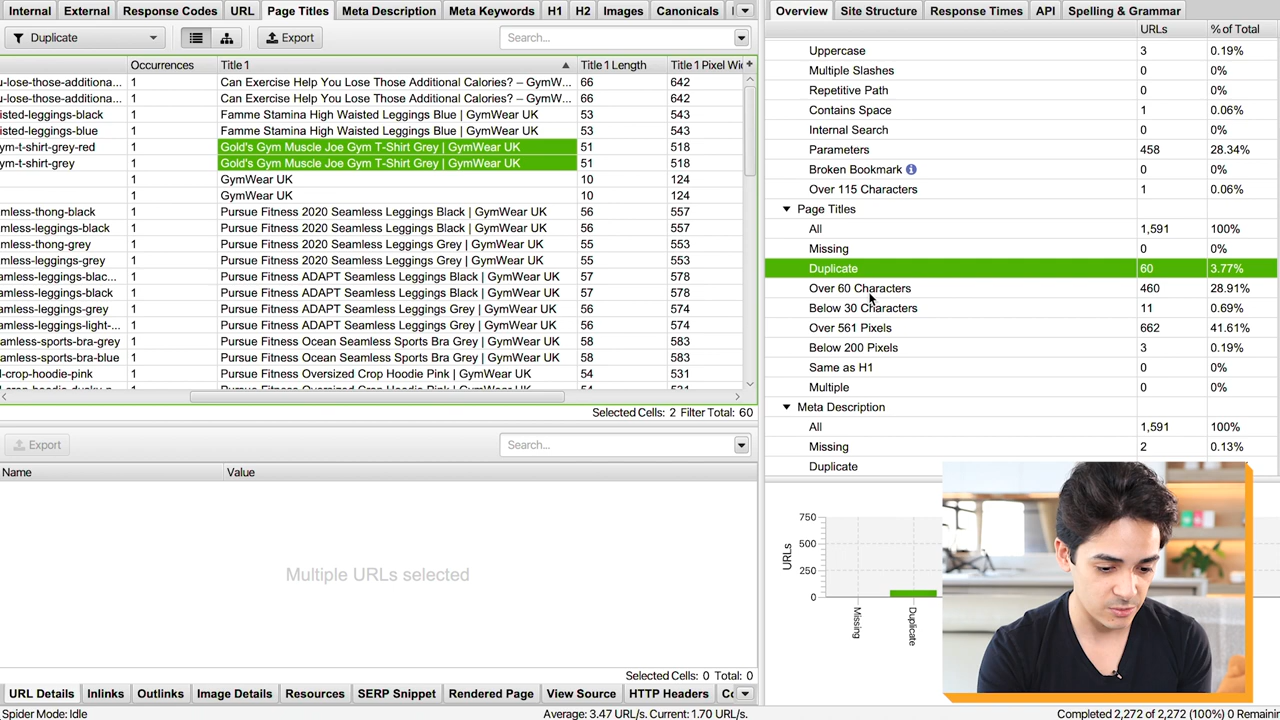 Internal External Response Codes URL Page Titles Meta Description Meta Keywords H1 H2 Images Canonicals
Duplicate Export Search...
Occurrences Title 1 Title 1 Length Title 1 Pixel Wi
u-lose-those-additiona... 1 Can Exercise Help You Lose Those Additional Calories? – GymW... 66 642
u-lose-those-additiona... 1 Can Exercise Help You Lose Those Additional Calories? – GymW... 66 642
isted-leggings-black 1 Famme Stamina High Waisted Leggings Blue | GymWear UK 53 543
isted-leggings-blue 1 Famme Stamina High Waisted Leggings Blue | GymWear UK 53 543
ym-t-shirt-grey-red 1 Gold's Gym Muscle Joe Gym T-Shirt Grey | GymWear UK 51 518
ym-t-shirt-grey 1 Gold's Gym Muscle Joe Gym T-Shirt Grey | GymWear UK 51 518
1 GymWear UK 10 124
1 GymWear UK 10 124
mless-thong-black 1 Pursue Fitness 2020 Seamless Leggings Black | GymWear UK 56 557
amless-leggings-black 1 Pursue Fitness 2020 Seamless Leggings Black | GymWear UK 56 557
mless-thong-grey 1 Pursue Fitness 2020 Seamless Leggings Grey | GymWear UK 55 553
amless-leggings-grey 1 Pursue Fitness 2020 Seamless Leggings Grey | GymWear UK 55 553
amless-leggings-blac... 1 Pursue Fitness ADAPT Seamless Leggings Black | GymWear UK 57 578
amless-leggings-black 1 Pursue Fitness ADAPT Seamless Leggings Black | GymWear UK 57 578
amless-leggings-grey 1 Pursue Fitness ADAPT Seamless Leggings Grey | GymWear UK 56 574
amless-leggings-light-... 1 Pursue Fitness ADAPT Seamless Leggings Grey | GymWear UK 56 574
amless-sports-bra-grey 1 Pursue Fitness Ocean Seamless Sports Bra Grey | GymWear UK 58 583
amless-sports-bra-blue 1 Pursue Fitness Ocean Seamless Sports Bra Grey | GymWear UK 58 583
l-crop-hoodie-pink 1 Pursue Fitness Oversized Crop Hoodie Pink | GymWear UK 54 531
Selected Cells: 2 Filter Total: 60
Export Search...
Name Value
Multiple URLs selected
Selected Cells: 0 Total: 0
URL Details Inlinks Outlinks Image Details Resources SERP Snippet Rendered Page View Source HTTP Headers
Overview Site Structure Response Times API Spelling & Grammar
URLs % of Total
Uppercase 3 0.19%
Multiple Slashes 0 0%
Repetitive Path 0 0%
Contains Space 1 0.06%
Internal Search 0 0%
Parameters 458 28.34%
Broken Bookmark 0 0%
Over 115 Characters 1 0.06%
Page Titles
All 1,591 100%
Missing 0 0%
Duplicate 60 3.77%
Over 60 Characters 460 28.91%
Below 30 Characters 11 0.69%
Over 561 Pixels 662 41.61%
Below 200 Pixels 3 0.19%
Same as H1 0 0%
Multiple 0 0%
Meta Description
All 1,591 100%
Missing 2 0.13%
Duplicate
URLs
750
500
250
0
Missing
Duplicate
Spider Mode: Idle Average: 3.47 URL/s. Current: 1.70 URL/s. Completed 2,272 of 2,272 (100%) 0 Remainin